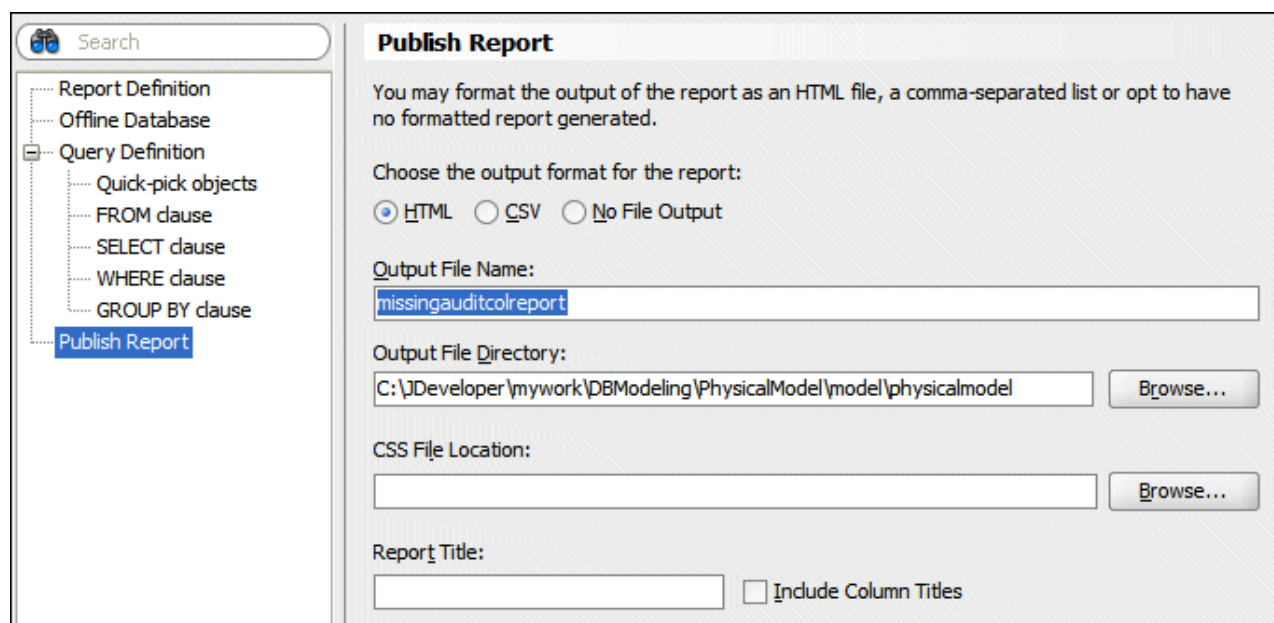 Search
Report Definition
Offline Database
Query Definition
Quick-pick objects
FROM clause
SELECT clause
WHERE clause
GROUP BY clause
Publish Report
Publish Report
You may format the output of the report as an HTML file, a comma-separated list or opt to have
no formatted report generated.
Choose the output format for the report:
HTML CSV No File Output
Output File Name:
missingauditcolreport
Output File Directory:
C:\JDeveloper\mywork\DBModeling\PhysicalModel\model\physicalmodel
Browse...
CSS File Location:
Browse...
Report Title:
Include Column Titles